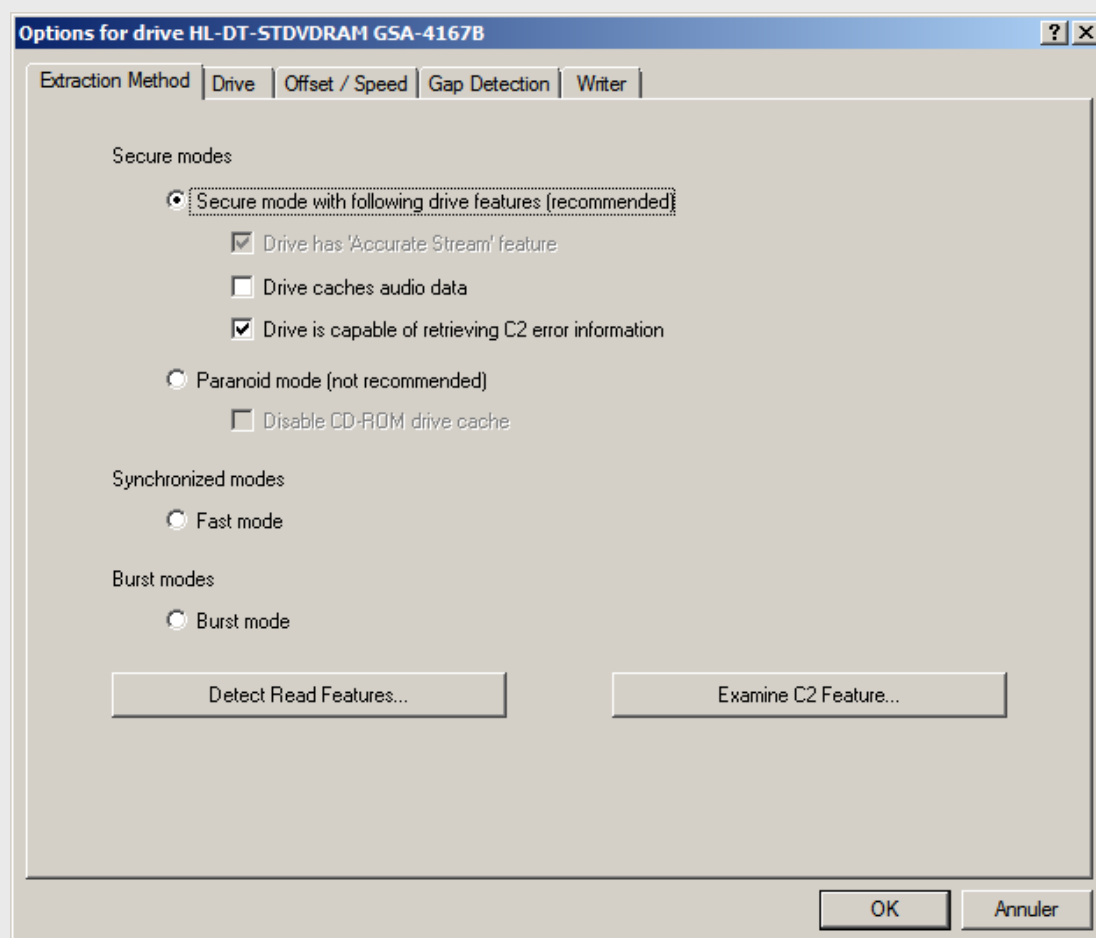 Options for drive HL-DT-STDVDRAM GSA-4167B
Extraction Method Drive Offset / Speed Gap Detection Writer
Secure modes
Secure mode with following drive features (recommended)
Drive has 'Accurate Stream' feature
Drive caches audio data
Drive is capable of retrieving C2 error information
Paranoid mode (not recommended)
Disable CD-ROM drive cache
Synchronized modes
Fast mode
Burst modes
Burst mode
Detect Read Features... Examine C2 Feature...
OK Annuler